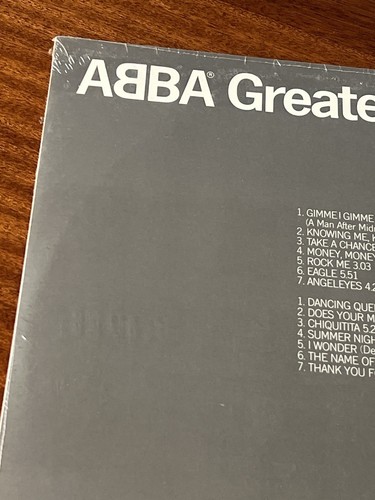 ABBA® Greate
1. GIMME! GIMME
(A Man After Midn
2. KNOWING ME, K
3. TAKE A CHANCE
4. MONEY, MONEY
5. ROCK ME 3.03
6. EAGLE 5.51
7. ANGELEYES 4.2
1. DANCING QUE
2. DOES YOUR M
3. CHIQUITITA 5.2
4. SUMMER NIGH
5. I WONDER (De
6. THE NAME OF
7. THANK YOU F